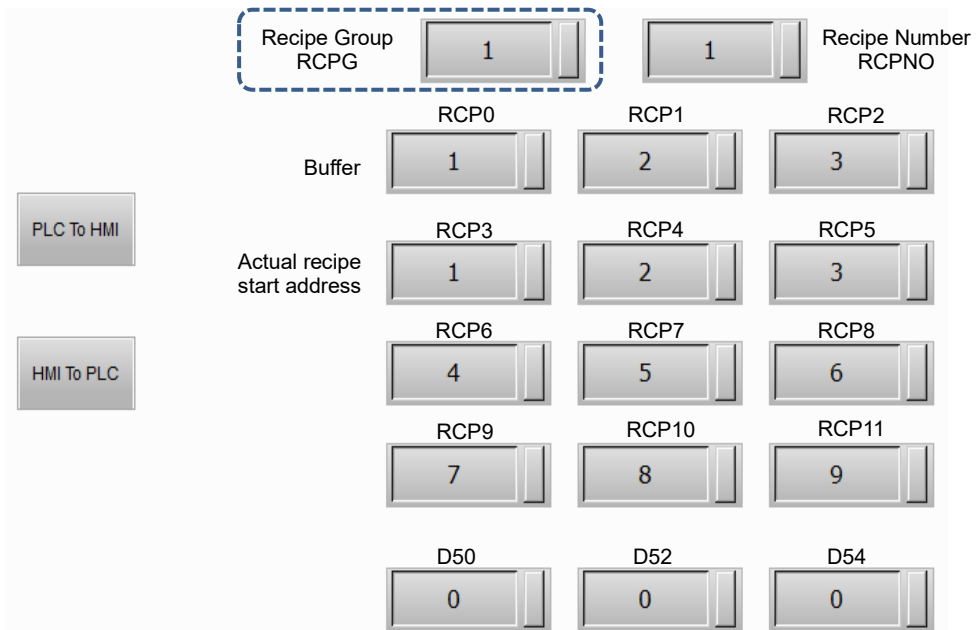 Recipe Group
RCPG
1
1
Recipe Number
RCPNO
RCP0
RCP1
RCP2
Buffer
1
2
3
PLC To HMI
RCP3
RCP4
RCP5
Actual recipe
start address
1
2
3
RCP6
RCP7
RCP8
HMI To PLC
4
5
6
RCP9
RCP10
RCP11
7
8
9
D50
D52
D54
0
0
0